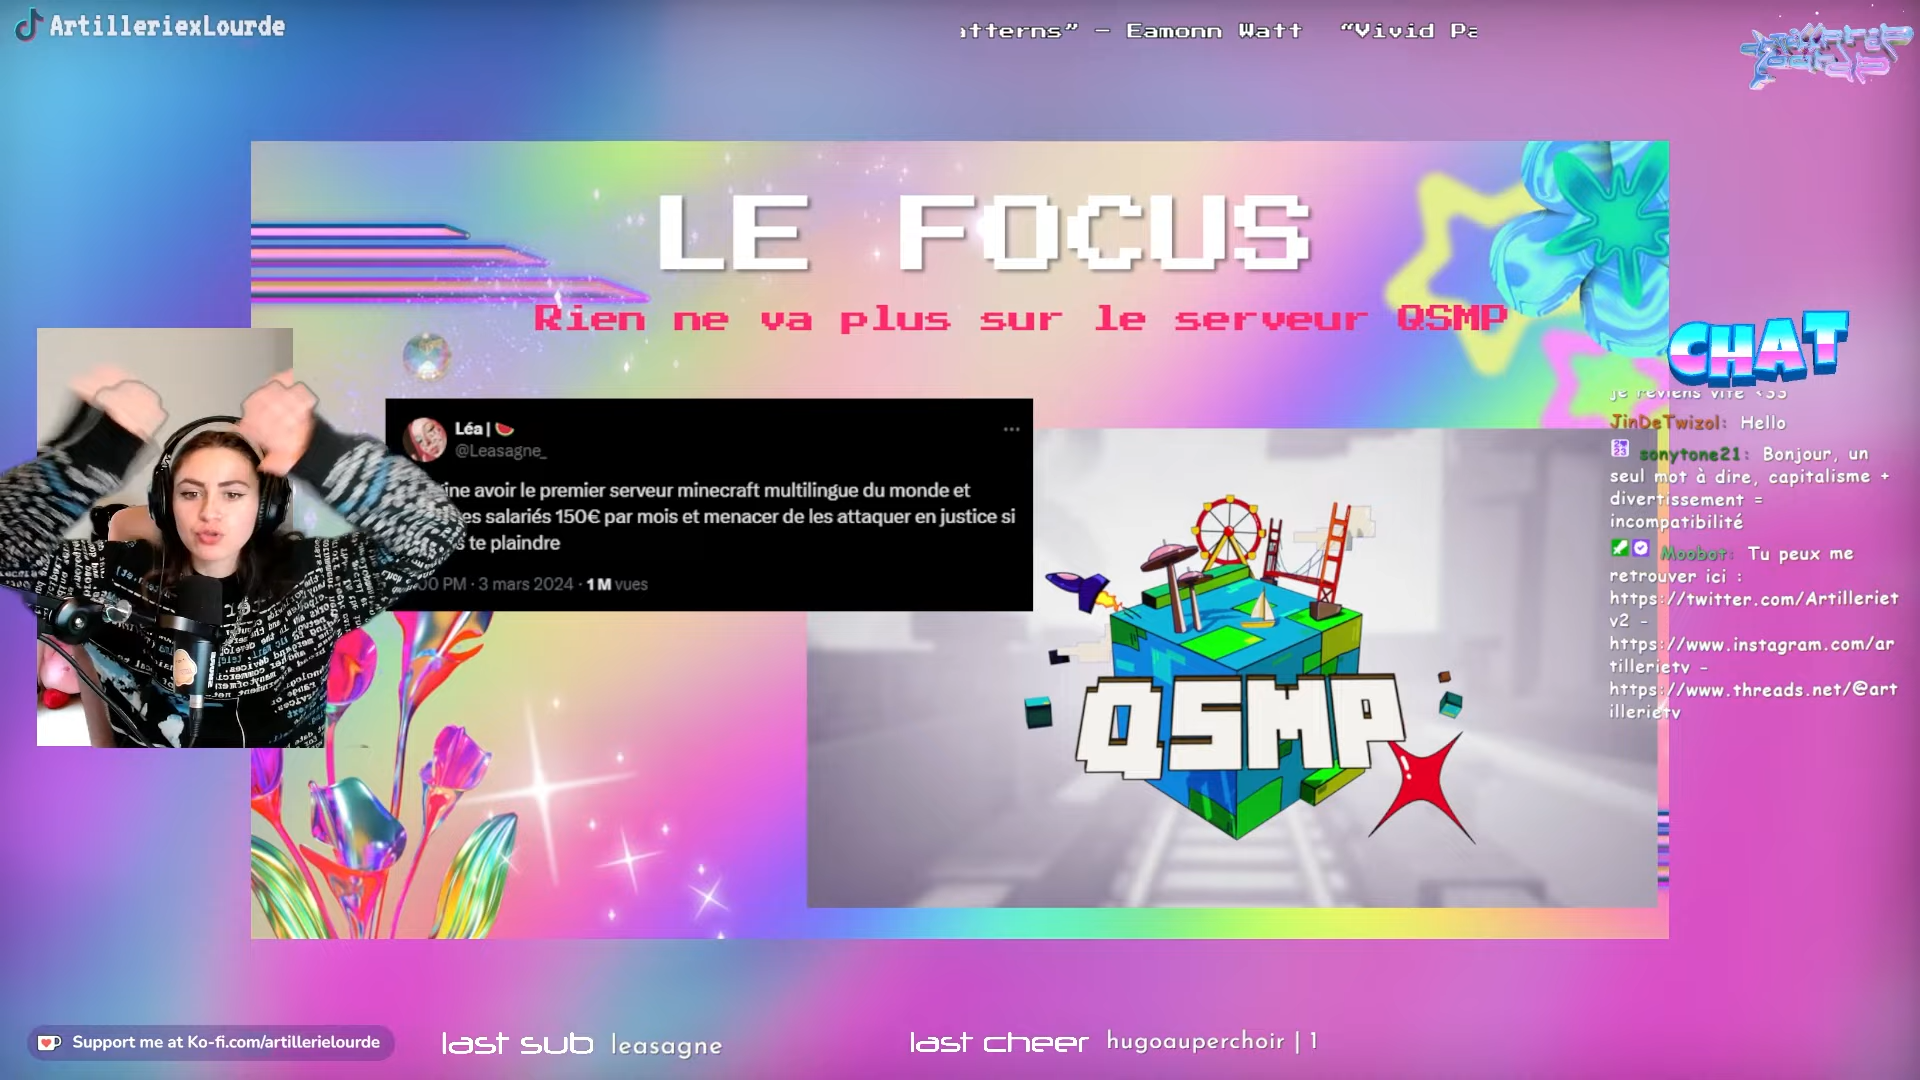 ArtilleriexLourde
atterns” – Eamonn Watt “Vivid Pa
LE FOCUS
Rien ne va plus sur le serveur QSMP
Léa |
@Leasagne_
avoir le premier serveur minecraft multilingue du monde et
salariés 150€ par mois et menacer de les attaquer en justice si
te plaindre
PM · 3 mars 2024 · 1 M vues
QSMP
CHAT
je reviens vite <33
JinDeTwizol: Hello
sonytone21: Bonjour, un
seul mot à dire, capitalisme +
divertissement =
incompatibilité
Moobot: Tu peux me
retrouver ici :
https://twitter.com/Artilleriet
v2 -
https://www.instagram.com/ar
tillerietv -
https://www.threads.net/@art
illerietv
Support me at Ko-fi.com/artillerielourde
last sub leasagne
last cheer hugoauperchoir | 1